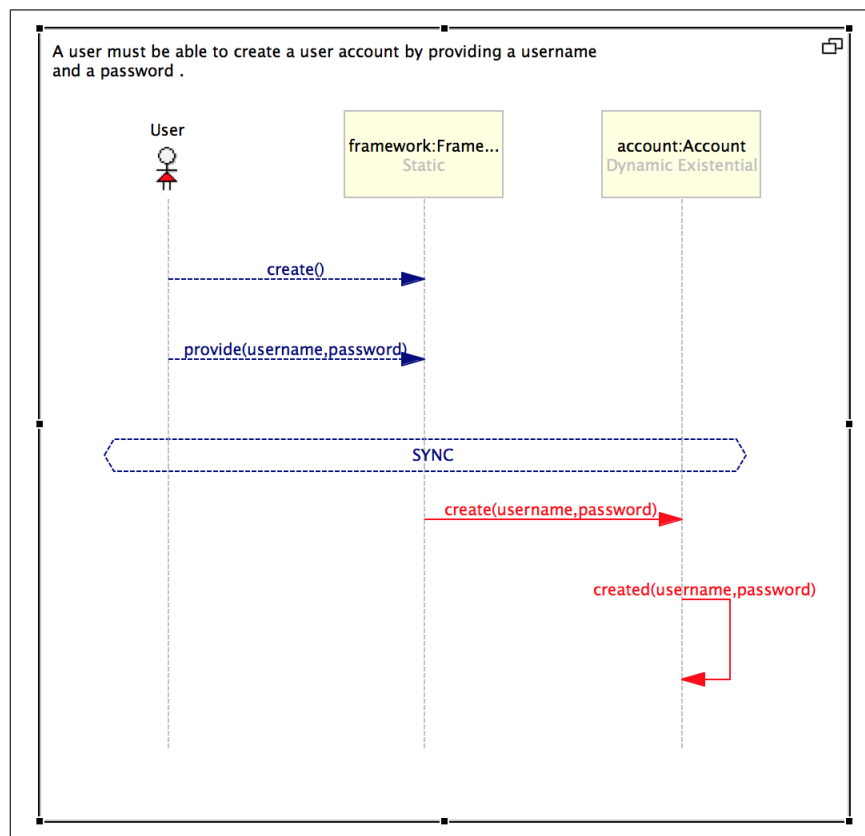 A user must be able to create a user account by providing a username
and a password .
User
framework:Frame...
Static
account:Account
Dynamic Existential
create()
provide(username,password)
SYNC
create(username,password)
created(username,password)